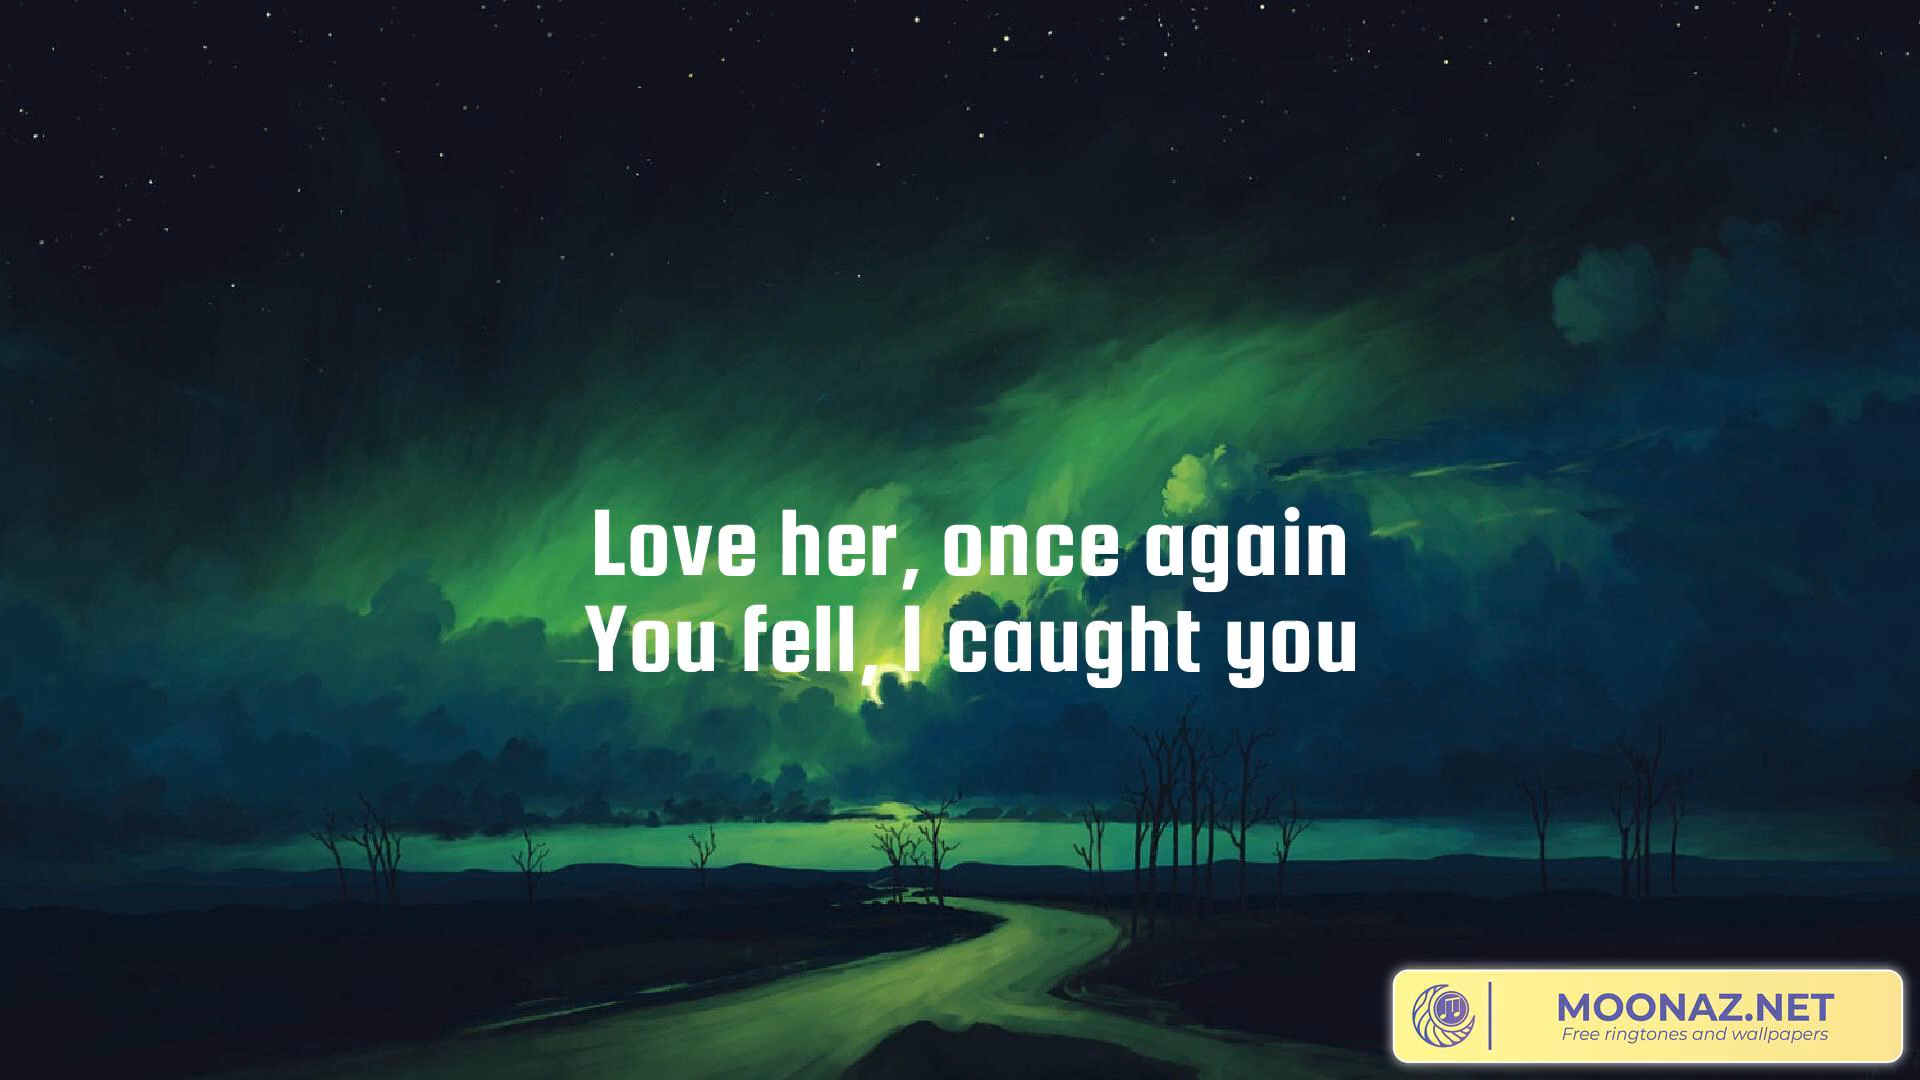 Love her, once again
You fell, I caught you
MOONAZ.NET
Free ringtones and wallpapers